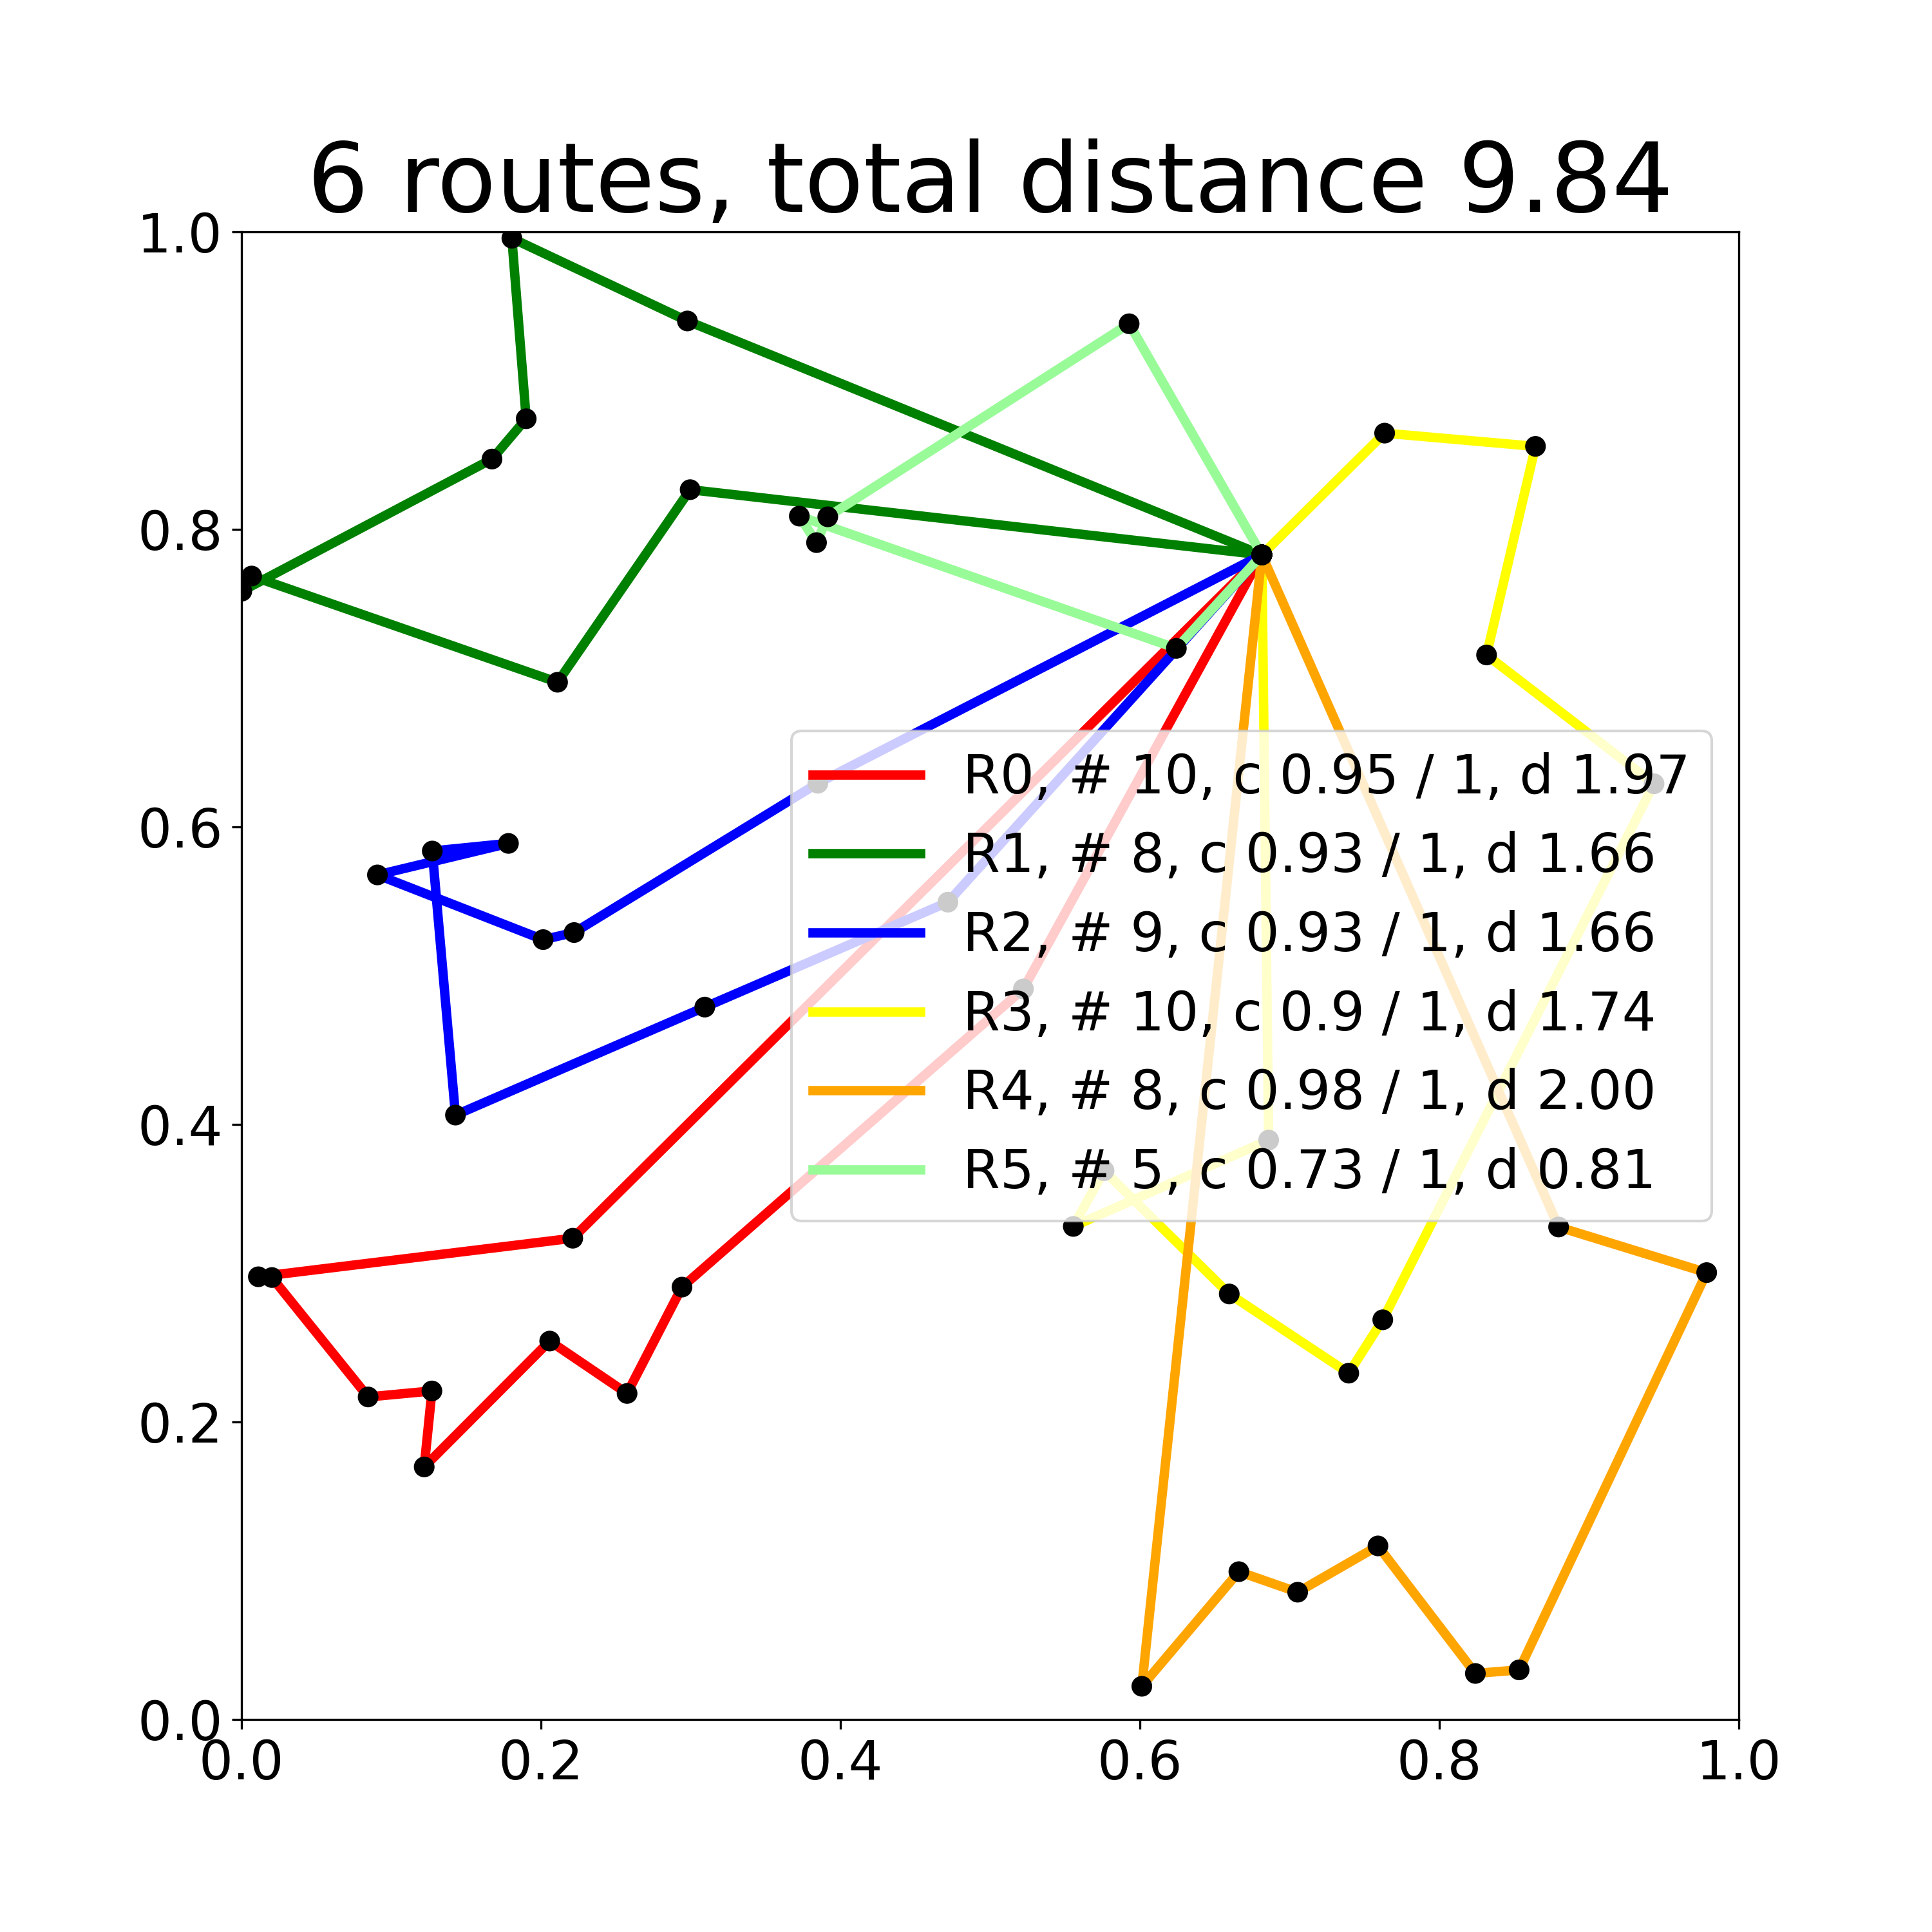 6 routes, total distance 9.84
1.0
0.8
0.6
0.4
0.2
0.0
R0, # 10, c 0.95 / 1, d 1.97
R1, # 8, c 0.93 / 1, d 1.66
R2, # 9, c 0.93 / 1, d 1.66
R3, # 10, c 0.9 / 1, d 1.74
R4, # 8, c 0.98 / 1, d 2.00
R5, # 5, c 0.73 / 1, d 0.81
0.0 0.2 0.4 0.6 0.8 1.0